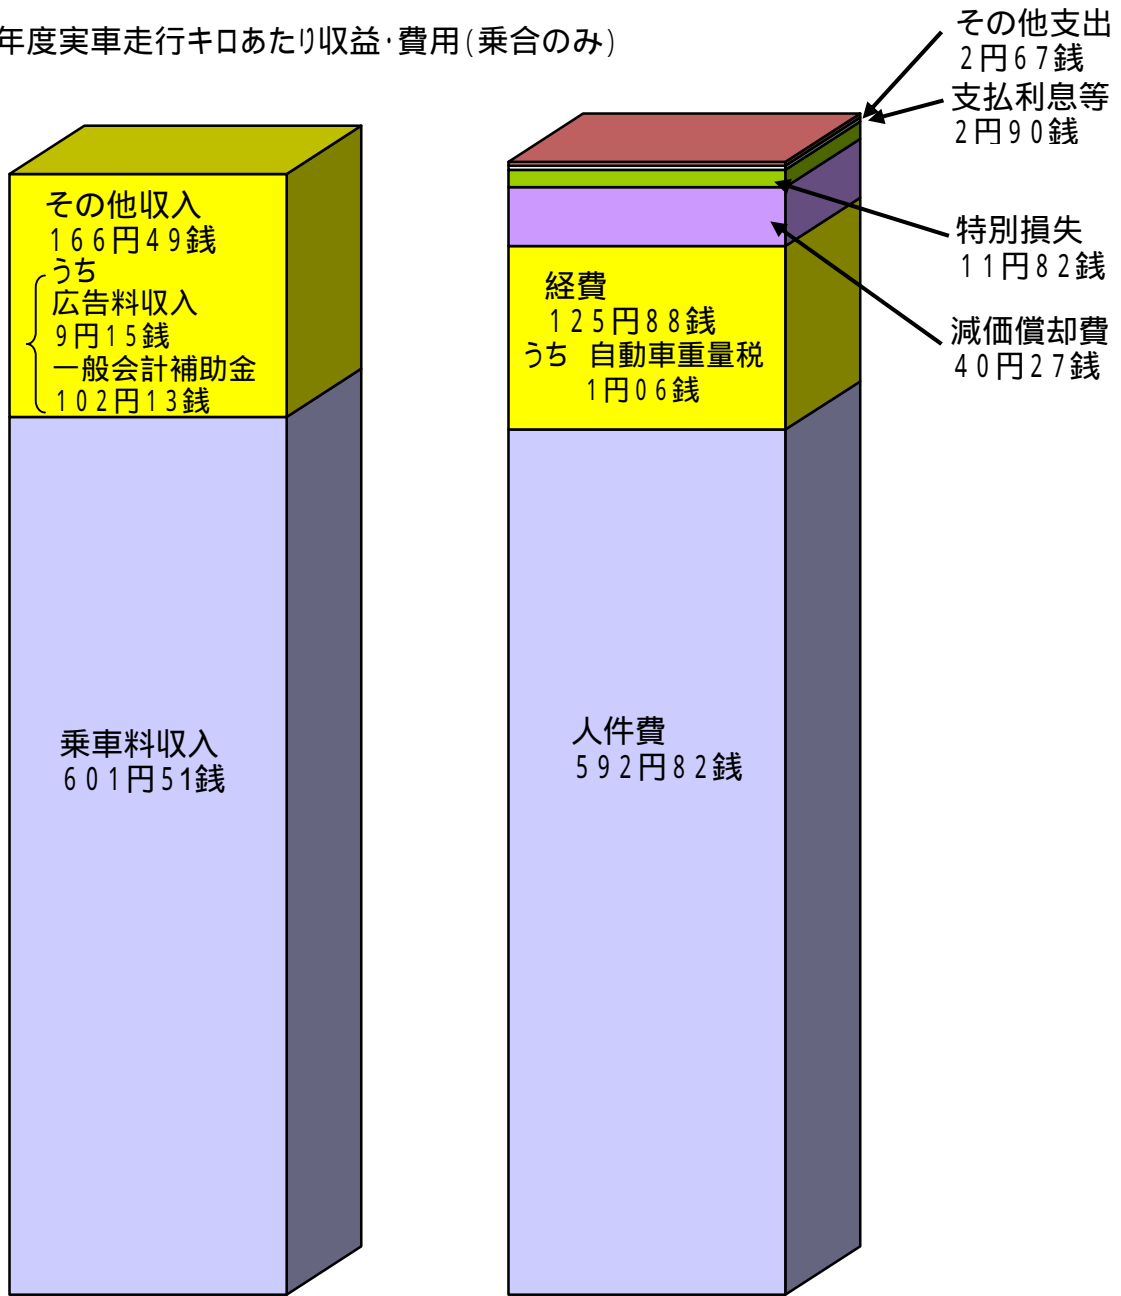 年度実車走行キロあたり収益･費用(乗合のみ)
その他収入
166円49銭
うち
広告料収入
9円15銭
一般会計補助金
102円13銭
乗車料収入
601円51銭
経費
125円88銭
うち 自動車重量税
1円06銭
人件費
592円82銭
その他支出
2円67銭
支払利息等
2円90銭
特別損失
11円82銭
減価償却費
40円27銭